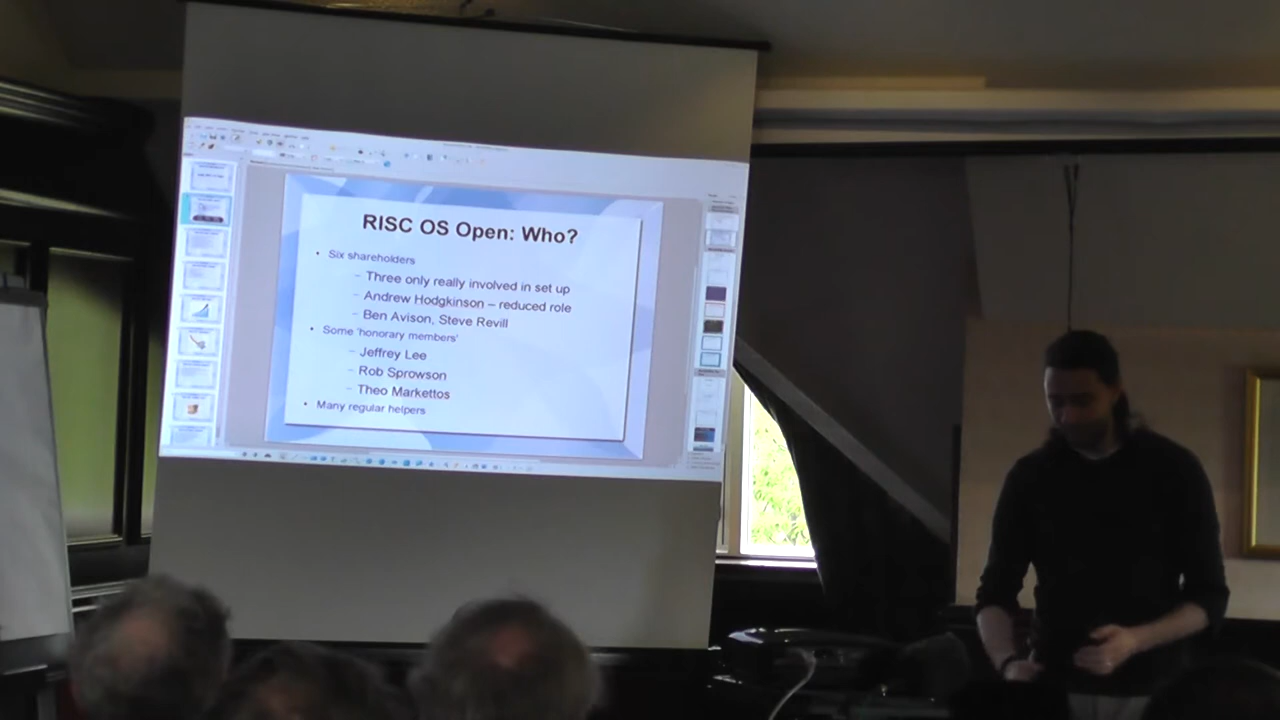 RISC OS Open: Who?
• Six shareholders
– Three only really involved in set up
– Andrew Hodgkinson – reduced role
– Ben Avison, Steve Revill
• Some 'honorary members'
– Jeffrey Lee
– Rob Sprowson
– Theo Markettos
• Many regular helpers